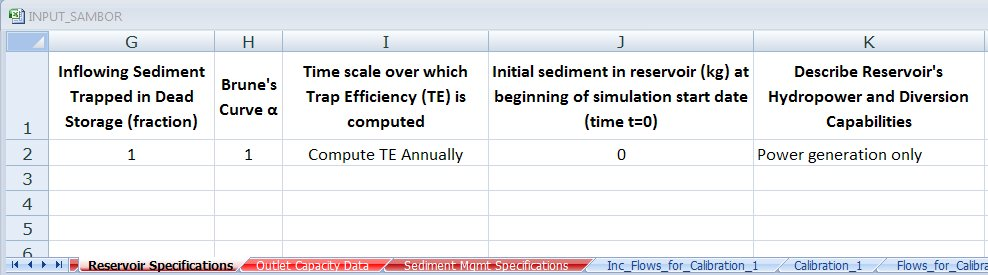 INPUT_SAMBOR
G H I J K
Inflowing Sediment
Trapped in Dead
Storage (fraction)
Brune's
Curve α
Time scale over which
Trap Efficiency (TE) is
computed
Initial sediment in reservoir (kg) at
beginning of simulation start date
(time t=0)
Describe Reservoir's
Hydropower and Diversion
Capabilities
1
2 1 1 Compute TE Annually 0 Power generation only
3
4
5
6
Reservoir Specifications Outlet Capacity Data Sediment Mgmt Specifications Inc_Flows_for_Calibration_1 Calibration_1 Flows_for_Calibra